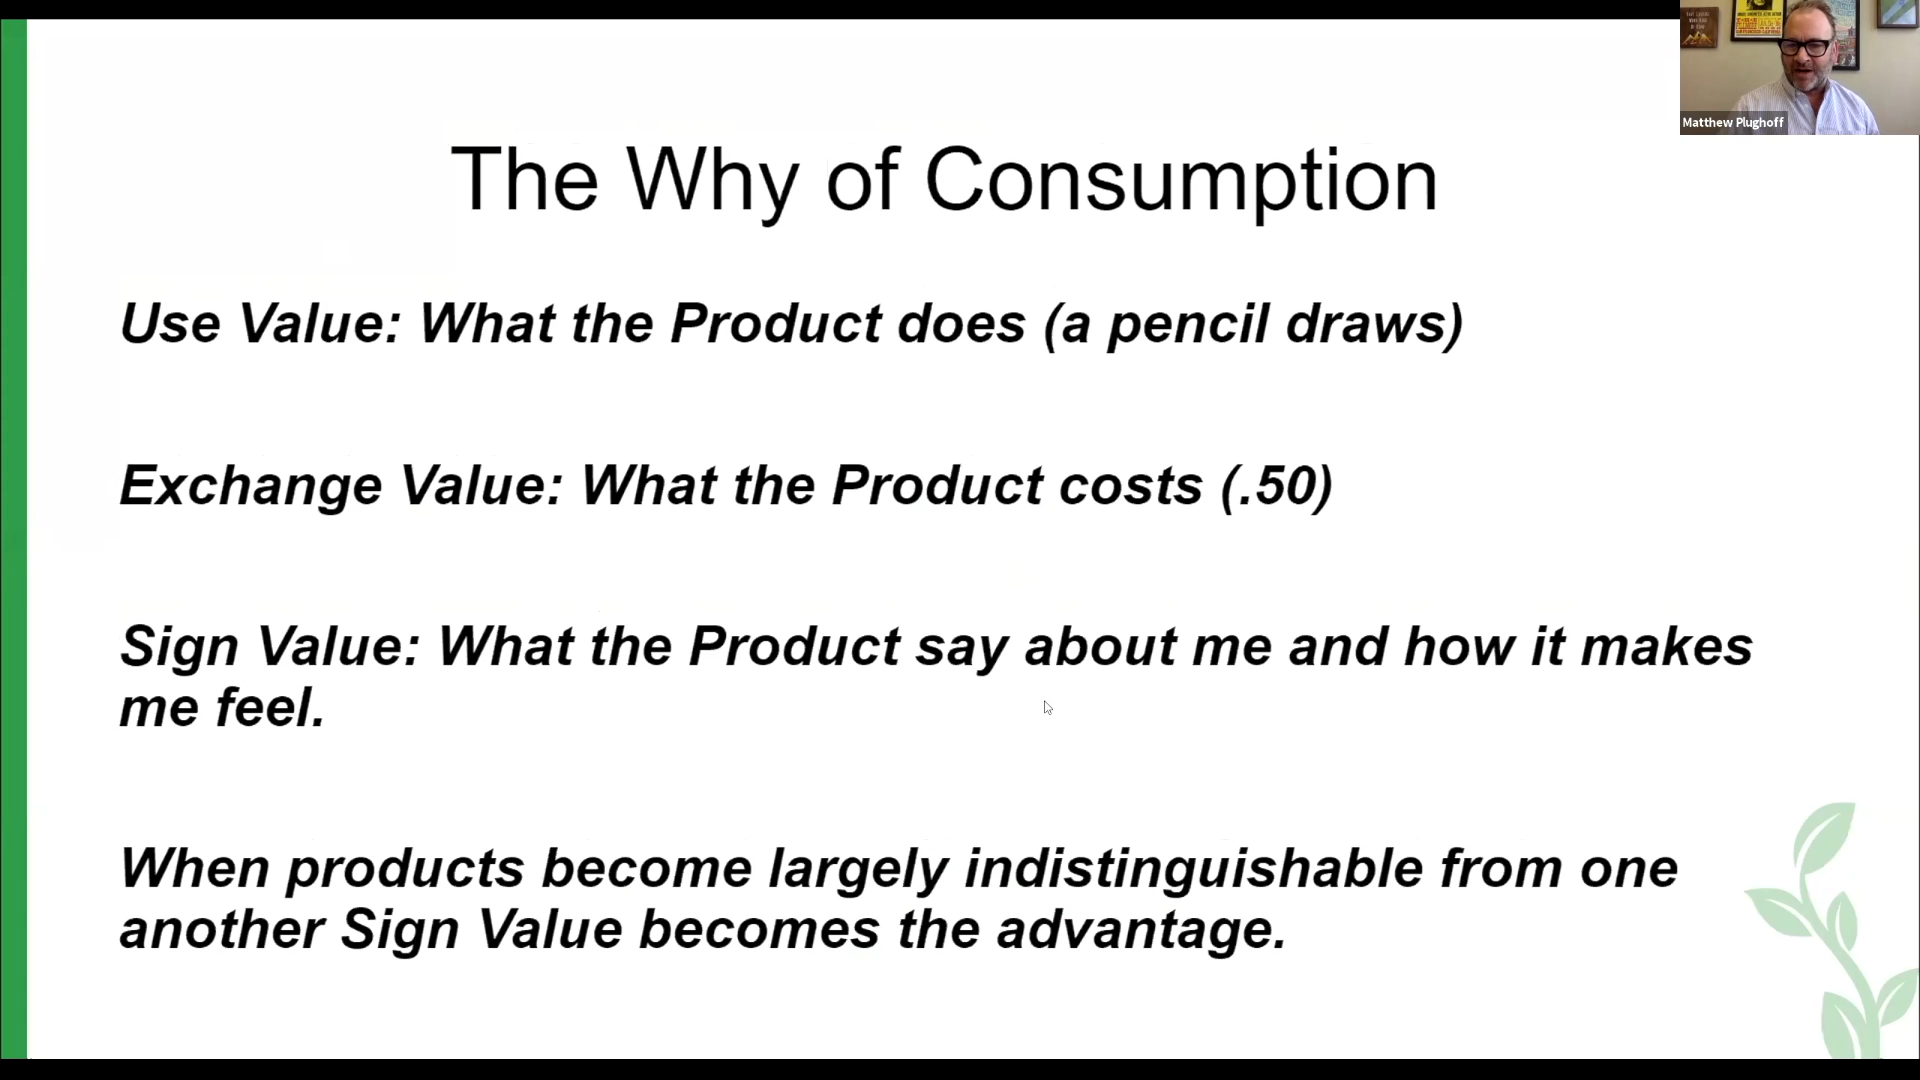 The Why of Consumption
Use Value: What the Product does (a pencil draws)
Exchange Value: What the Product costs (.50)
Sign Value: What the Product say about me and how it makes
me feel.
When products become largely indistinguishable from one
another Sign Value becomes the advantage.
Matthew Plughoff